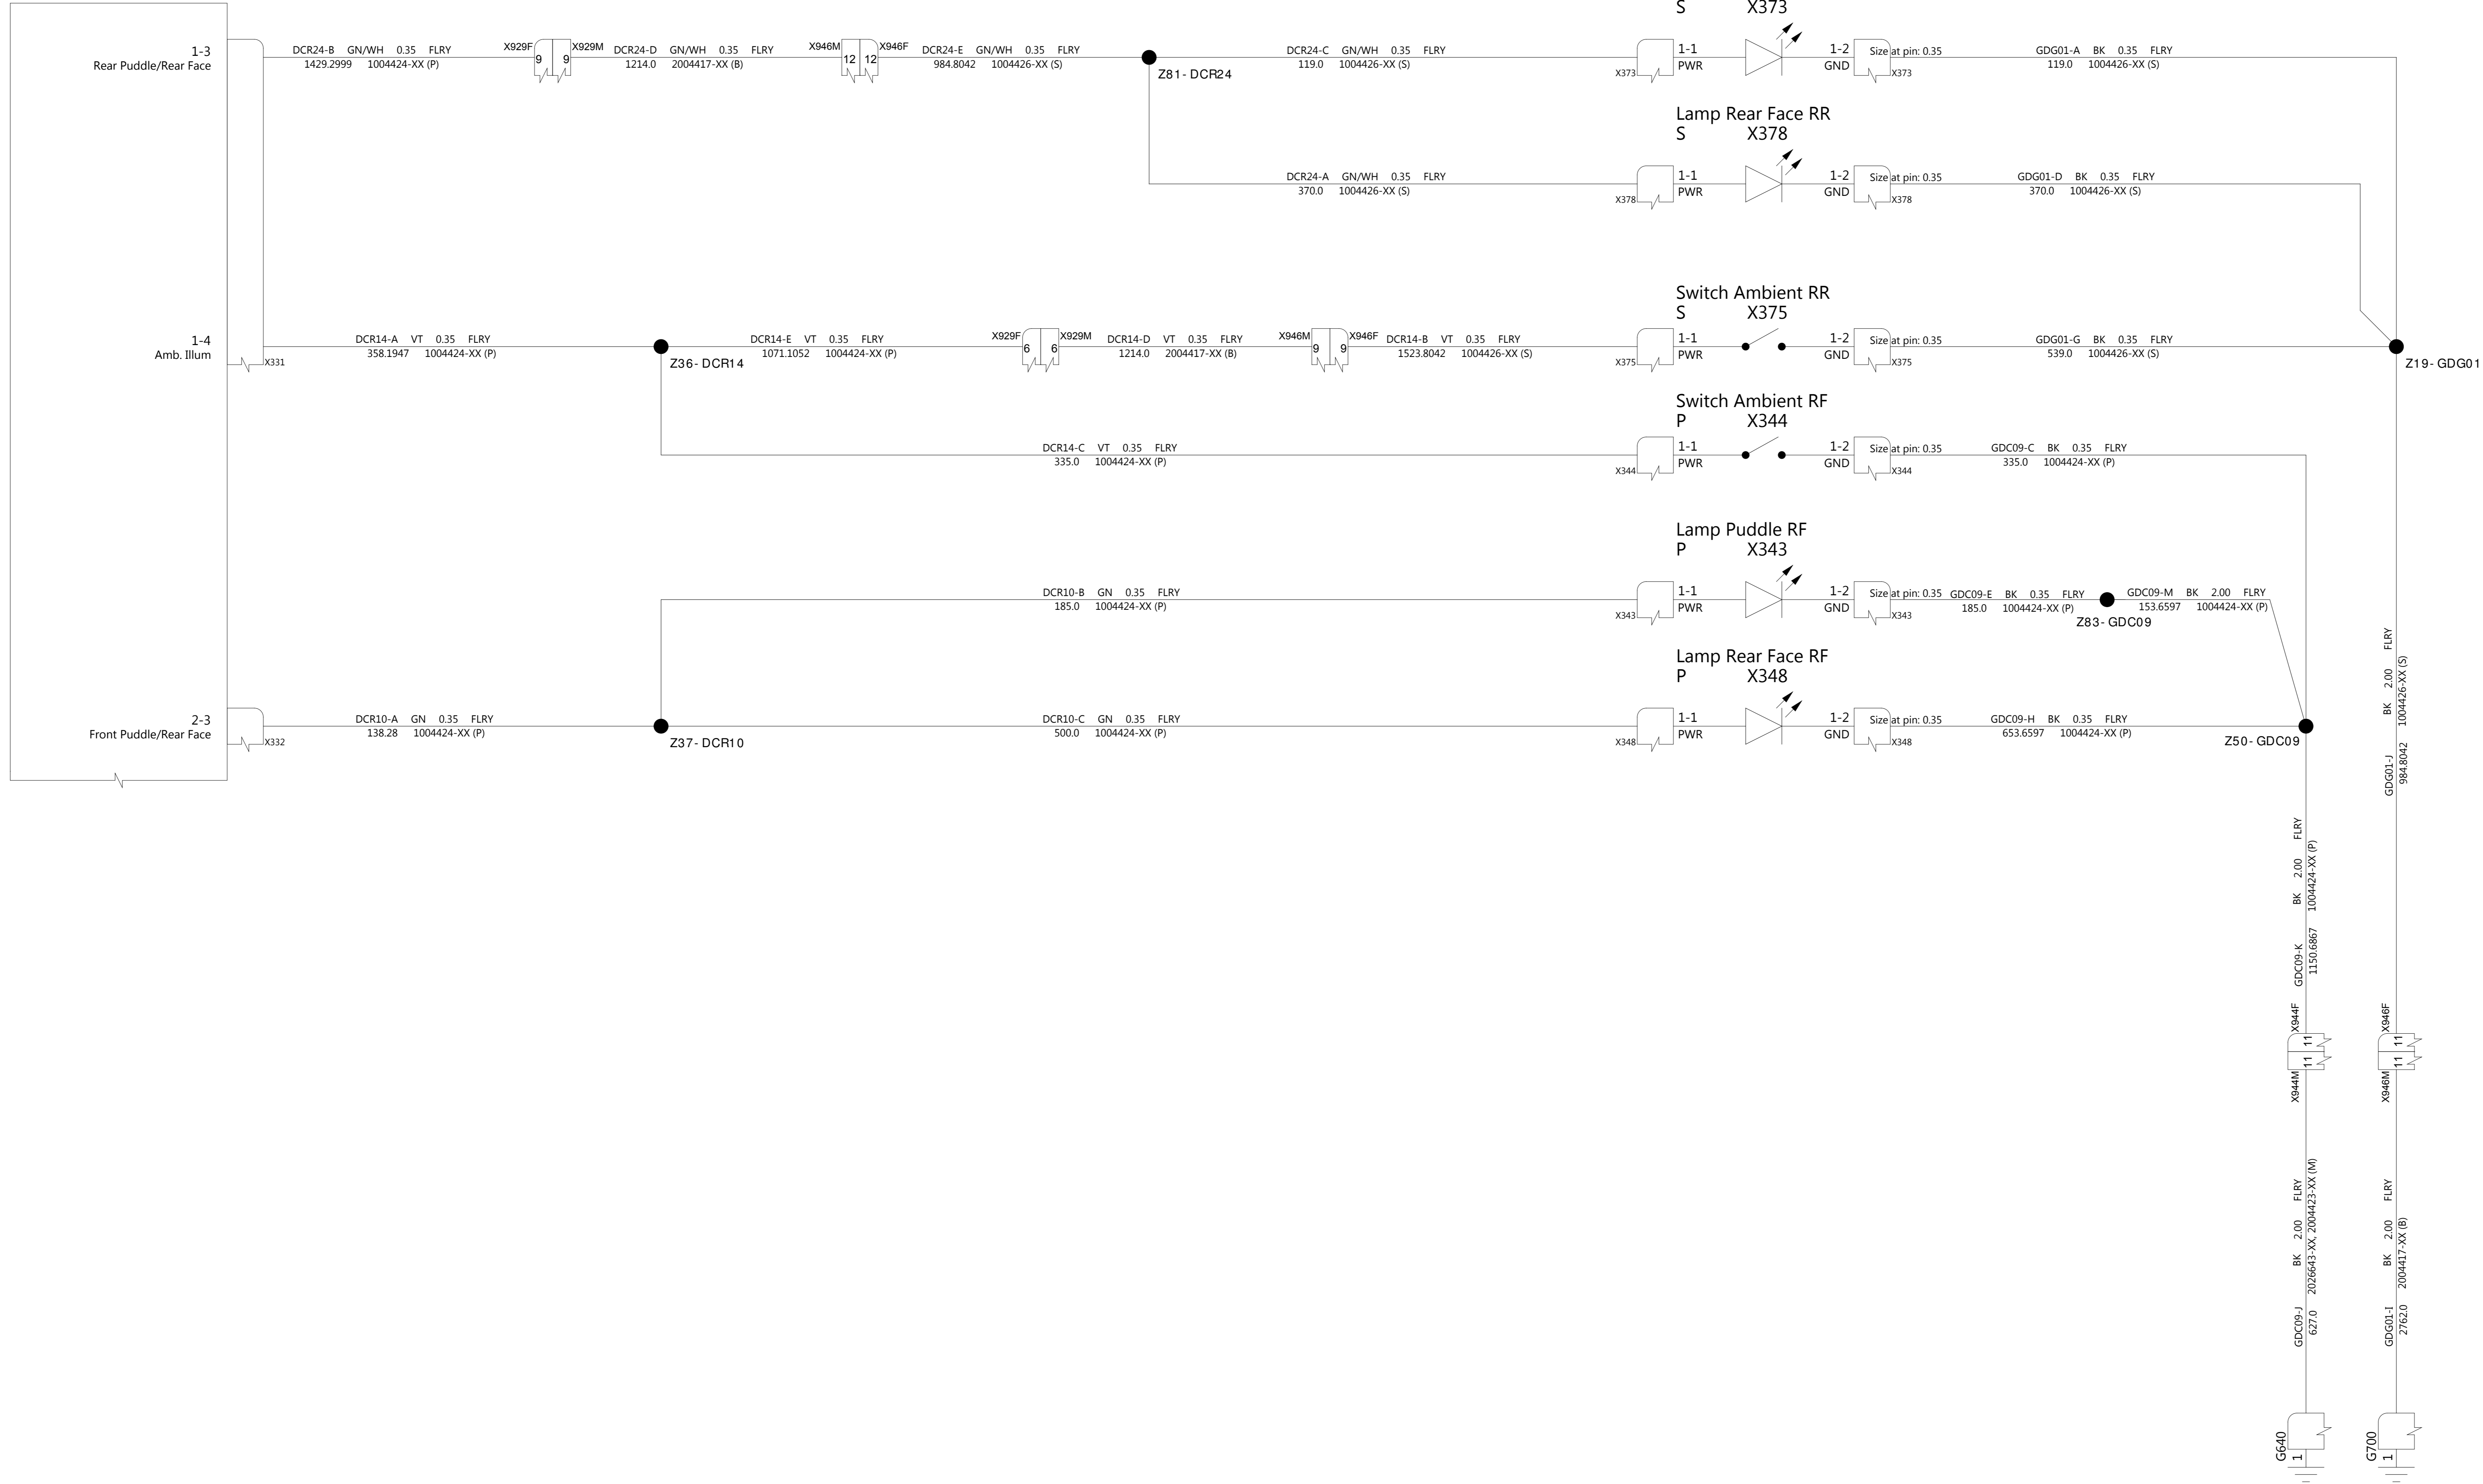 S X373
1-3
Rear Puddle/Rear Face
DCR24-B GN/WH 0.35 FLRY
1429.2999 1004424-XX (P)
X929F 9 9 X929M
DCR24-D GN/WH 0.35 FLRY
1214.0 2004417-XX (B)
X946M 12 12 X946F
DCR24-E GN/WH 0.35 FLRY
984.8042 1004426-XX (S)
Z81-DCR24
DCR24-C GN/WH 0.35 FLRY
119.0 1004426-XX (S)
X373
1-1
PWR
1-2
GND
Size at pin: 0.35
X373
GDG01-A BK 0.35 FLRY
119.0 1004426-XX (S)
Lamp Rear Face RR
S X378
DCR24-A GN/WH 0.35 FLRY
370.0 1004426-XX (S)
X378
1-1
PWR
1-2
GND
Size at pin: 0.35
X378
GDG01-D BK 0.35 FLRY
370.0 1004426-XX (S)
Switch Ambient RR
S X375
1-4
Amb. Illum
X331
DCR14-A VT 0.35 FLRY
358.1947 1004424-XX (P)
Z36-DCR14
DCR14-E VT 0.35 FLRY
1071.1052 1004424-XX (P)
X929F 6 6 X929M
DCR14-D VT 0.35 FLRY
1214.0 2004417-XX (B)
X946M 9 9 X946F
DCR14-B VT 0.35 FLRY
1523.8042 1004426-XX (S)
X375
1-1
PWR
1-2
GND
Size at pin: 0.35
X375
GDG01-G BK 0.35 FLRY
539.0 1004426-XX (S)
Z19-GDG01
Switch Ambient RF
P X344
DCR14-C VT 0.35 FLRY
335.0 1004424-XX (P)
X344
1-1
PWR
1-2
GND
Size at pin: 0.35
X344
GDC09-C BK 0.35 FLRY
335.0 1004424-XX (P)
Lamp Puddle RF
P X343
DCR10-B GN 0.35 FLRY
185.0 1004424-XX (P)
X343
1-1
PWR
1-2
GND
Size at pin: 0.35
X343
GDC09-E BK 0.35 FLRY
185.0 1004424-XX (P)
Z83-GDC09
GDC09-M BK 2.00 FLRY
153.6597 1004424-XX (P)
Lamp Rear Face RF
P X348
2-3
Front Puddle/Rear Face
X332
DCR10-A GN 0.35 FLRY
138.28 1004424-XX (P)
Z37-DCR10
DCR10-C GN 0.35 FLRY
500.0 1004424-XX (P)
X348
1-1
PWR
1-2
GND
Size at pin: 0.35
X348
GDC09-H BK 0.35 FLRY
653.6597 1004424-XX (P)
Z50-GDC09
GDG01-J BK 2.00 FLRY
984.8042 1004426-XX (S)
GDC09-K BK 2.00 FLRY
1150.6867 1004424-XX (P)
X944F 11
X944M 11
X946F 11
X946M 11
GDC09-J BK 2.00 FLRY
627.0 2026643-XX, 2004423-XX (M)
GDG01-I BK 2.00 FLRY
2762.0 2004417-XX (B)
G640
1
G700
1